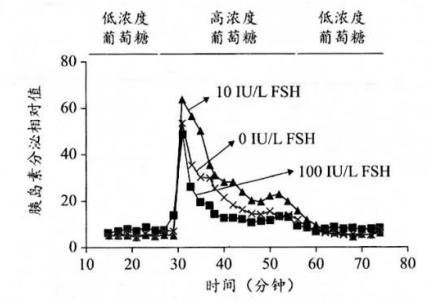 低浓度 高浓度 低浓度
葡萄糖 葡萄糖 葡萄糖
80
60
40
20
0
胰岛素分泌相对值
10 IU/L FSH
0 IU/L FSH
100 IU/L FSH
10 20 30 40 50 60 70 80
时间（分钟）